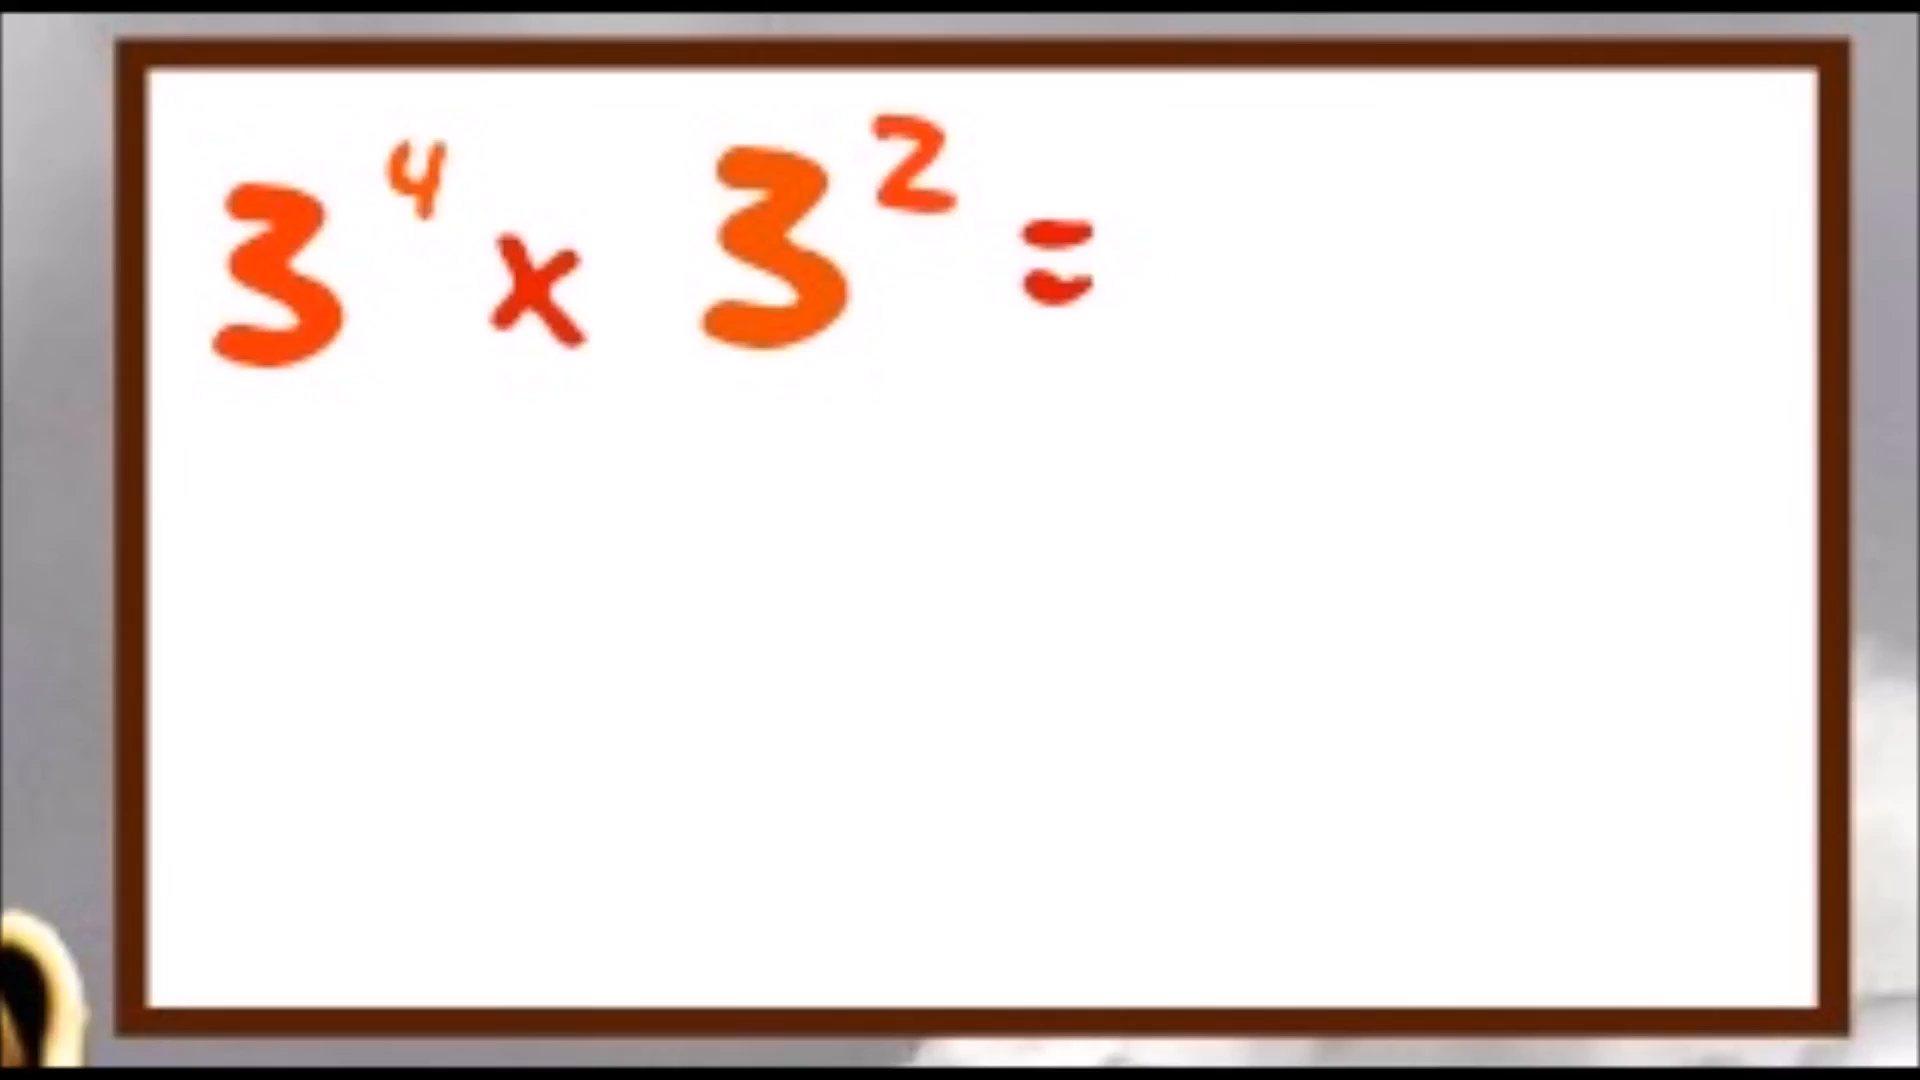 3⁴ x 3² =